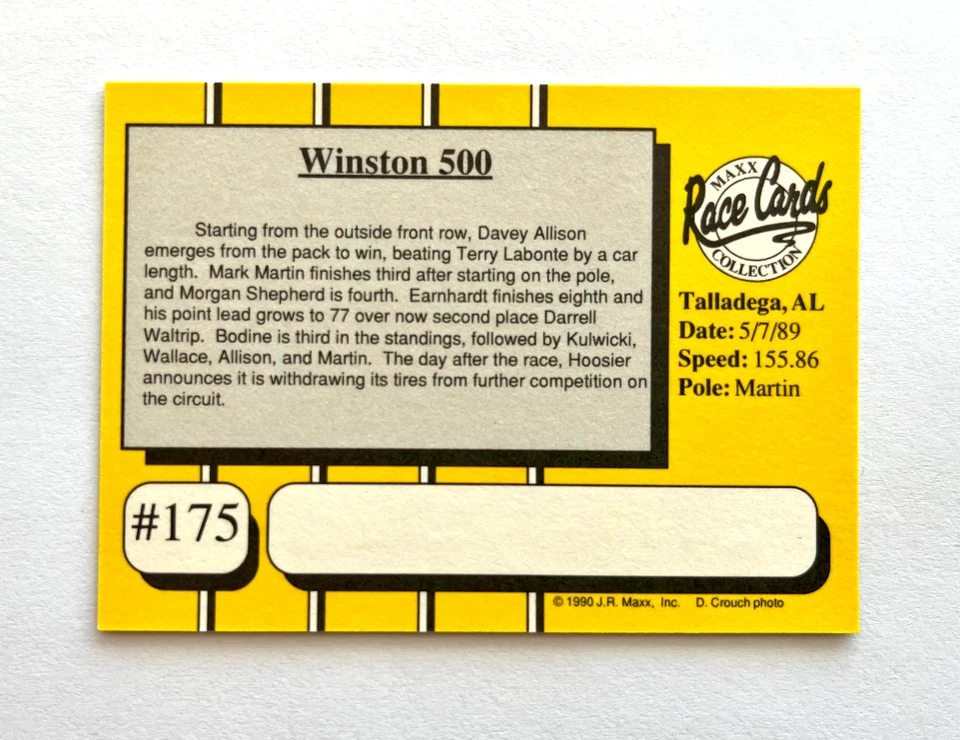 Winston 500
Starting from the outside front row, Davey Allison
emerges from the pack to win, beating Terry Labonte by a car
length. Mark Martin finishes third after starting on the pole,
and Morgan Shepherd is fourth. Earnhardt finishes eighth and
his point lead grows to 77 over now second place Darrell
Waltrip. Bodine is third in the standings, followed by Kulwicki,
Wallace, Allison, and Martin. The day after the race, Hoosier
announces it is withdrawing its tires from further competition on
the circuit.
MAXX
Race Cards
COLLECTION
Talladega, AL
Date: 5/7/89
Speed: 155.86
Pole: Martin
#175
© 1990 J.R. Maxx, Inc. D. Crouch photo